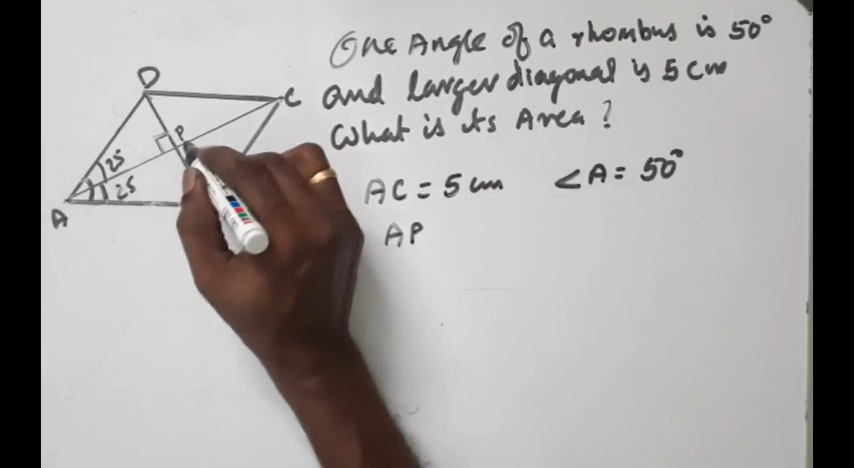 One Angle of a rhombus is 50°
and larger diagonal is 5 cm
What is its Area ?
AC = 5 cm ∠A = 50°
AP
D
C
P
25
25
A